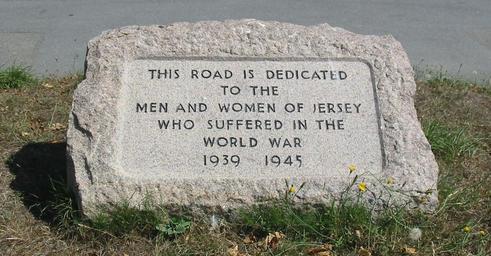 THIS ROAD IS DEDICATED
TO THE
MEN AND WOMEN OF JERSEY
WHO SUFFERED IN THE
WORLD WAR
1939 1945